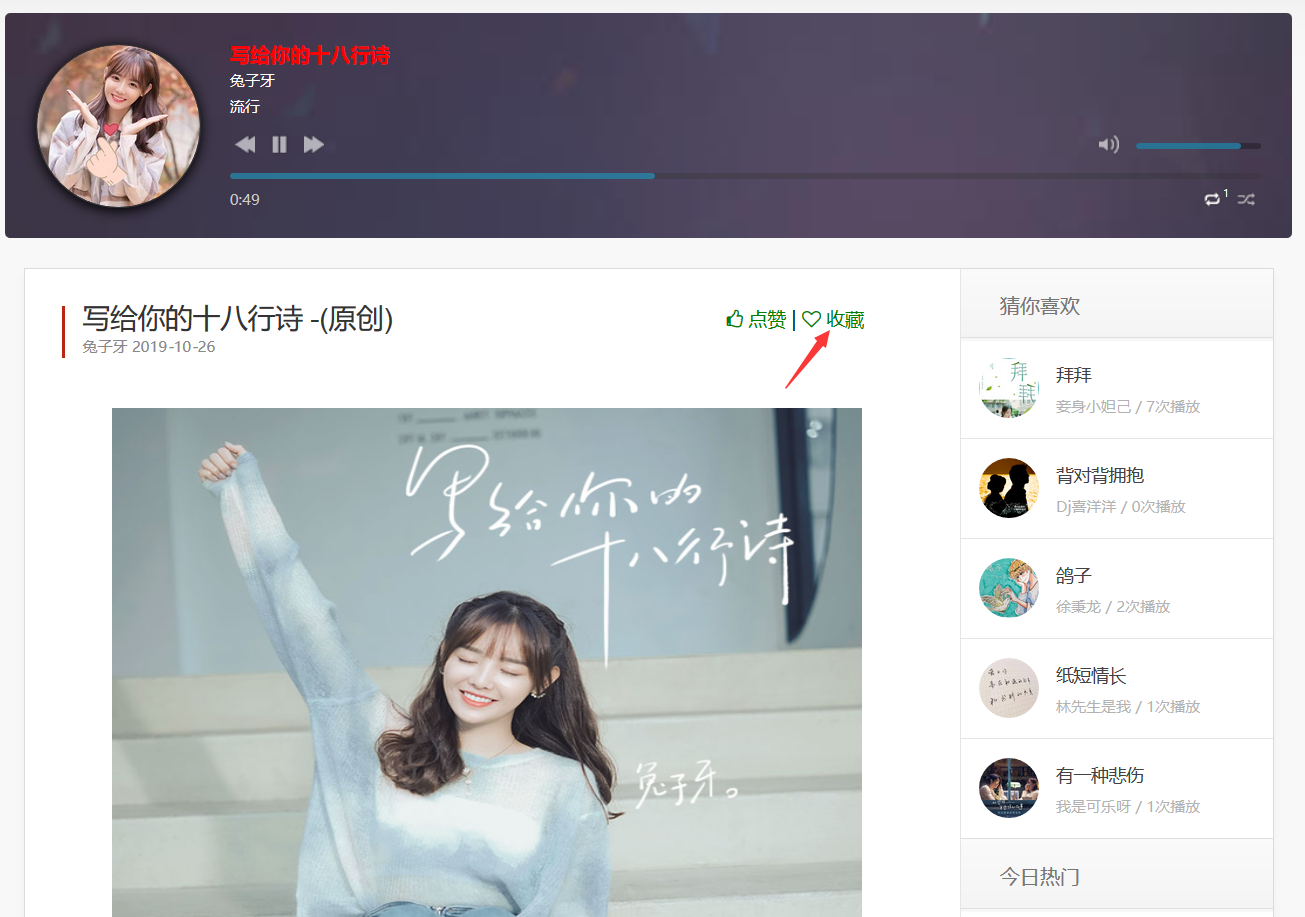 写给你的十八行诗
兔子牙
流行
0:49
1
写给你的十八行诗 -(原创)
点赞 | 收藏
兔子牙 2019-10-26
写给你的
十八行诗
兔子牙。
猜你喜欢
拜拜
拜拜
妾身小妲己 / 7次播放
背对背拥抱
Dj喜洋洋 / 0次播放
鸽子
徐秉龙 / 2次播放
纸短情长
林先生是我 / 1次播放
有一种悲伤
我是可乐呀 / 1次播放
今日热门